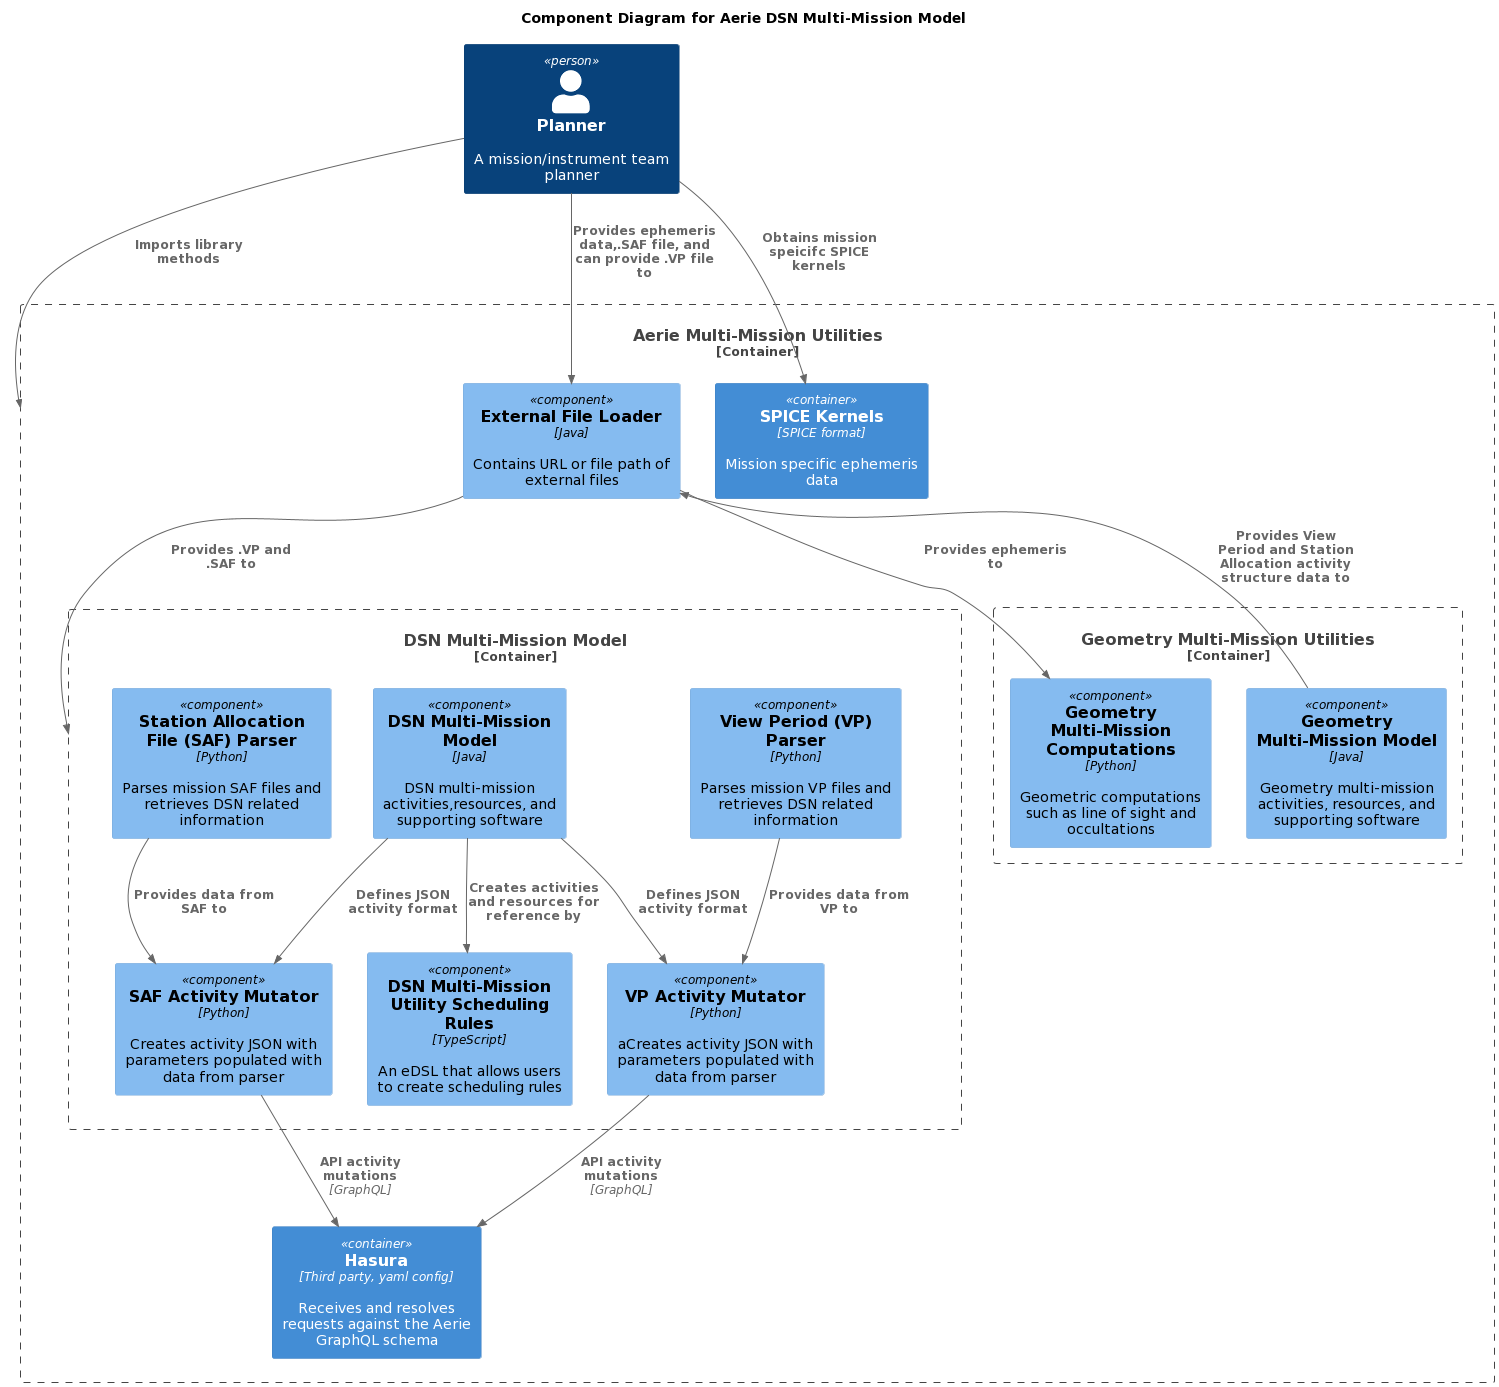 Component Diagram for Aerie DSN Multi-Mission Model
«person»
Planner
A mission/instrument team
planner
Imports library
methods
Provides ephemeris
data,.SAF file, and
can provide .VP file
to
Obtains mission
speicifc SPICE
kernels
Aerie Multi-Mission Utilities
[Container]
«component»
External File Loader
[Java]
Contains URL or file path of
external files
«container»
SPICE Kernels
[SPICE format]
Mission specific ephemeris
data
Provides .VP and
.SAF to
Provides ephemeris
to
Provides View
Period and Station
Allocation activity
structure data to
DSN Multi-Mission Model
[Container]
Geometry Multi-Mission Utilities
[Container]
«component»
Station Allocation
File (SAF) Parser
[Python]
Parses mission SAF files and
retrieves DSN related
information
«component»
DSN Multi-Mission
Model
[Java]
DSN multi-mission
activities,resources, and
supporting software
«component»
View Period (VP)
Parser
[Python]
Parses mission VP files and
retrieves DSN related
information
«component»
Geometry
Multi-Mission
Computations
[Python]
Geometric computations
such as line of sight and
occultations
«component»
Geometry
Multi-Mission Model
[Java]
Geometry multi-mission
activities, resources, and
supporting software
Provides data from
SAF to
Defines JSON
activity format
Creates activities
and resources for
reference by
Defines JSON
activity format
Provides data from
VP to
«component»
SAF Activity Mutator
[Python]
Creates activity JSON with
parameters populated with
data from parser
«component»
DSN Multi-Mission
Utility Scheduling
Rules
[TypeScript]
An eDSL that allows users
to create scheduling rules
«component»
VP Activity Mutator
[Python]
aCreates activity JSON with
parameters populated with
data from parser
API activity
mutations
[GraphQL]
API activity
mutations
[GraphQL]
«container»
Hasura
[Third party, yaml config]
Receives and resolves
requests against the Aerie
GraphQL schema